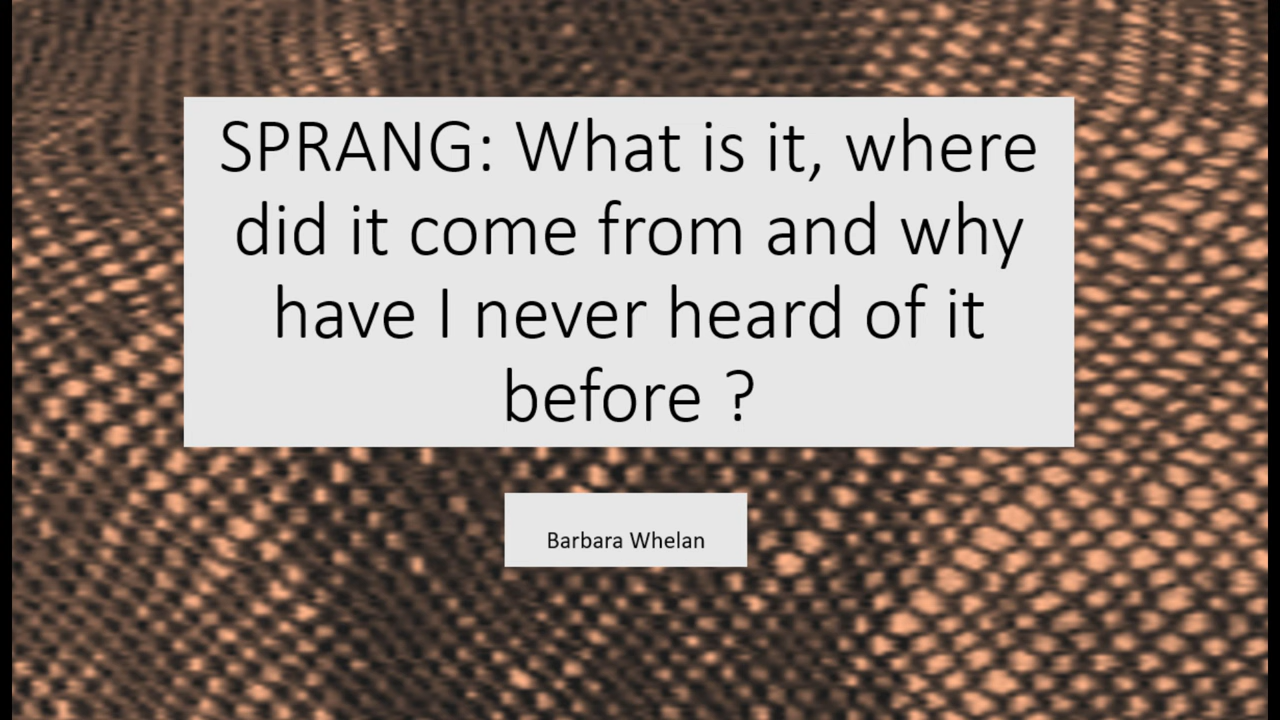 SPRANG: What is it, where
did it come from and why
have I never heard of it
before ?
Barbara Whelan